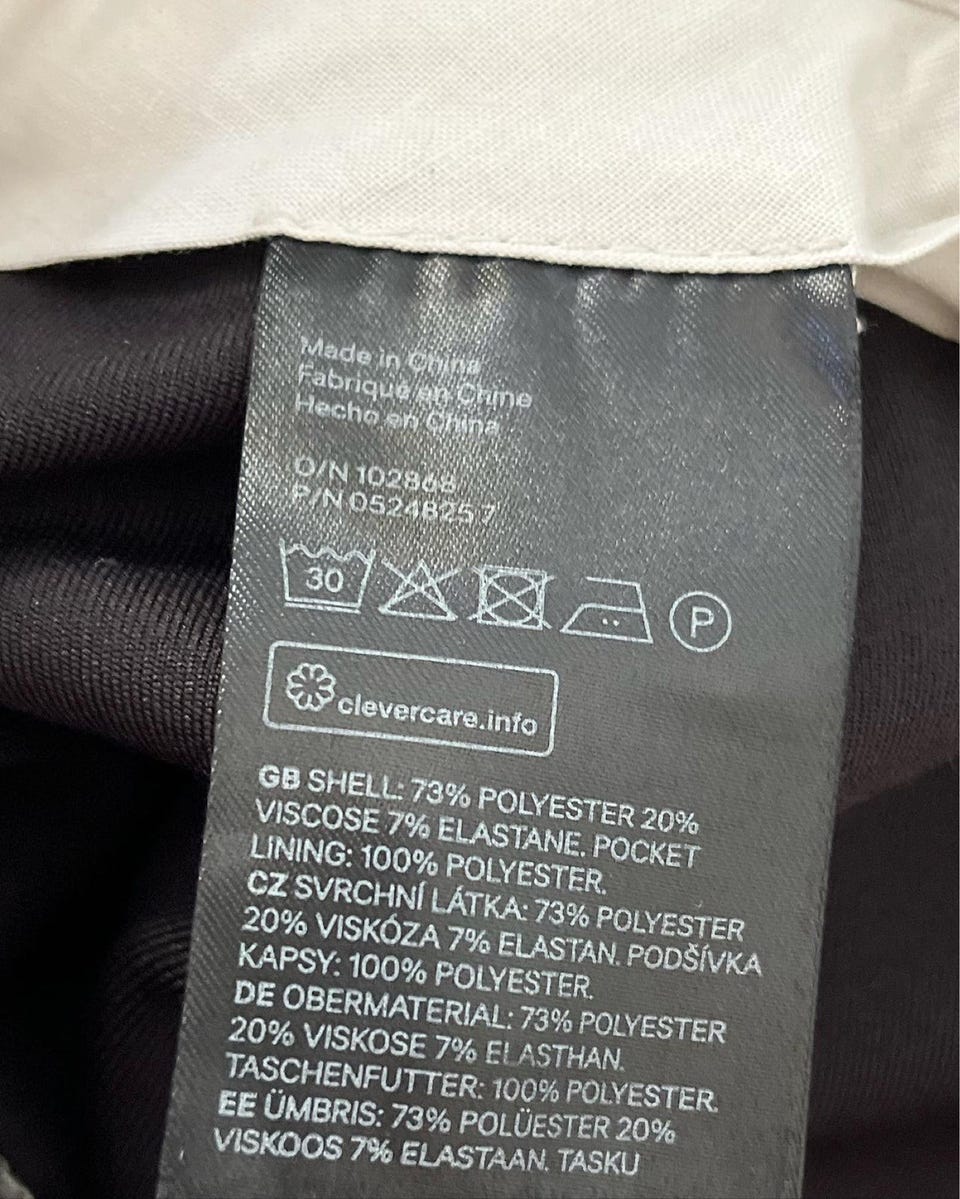 Made in China
Fabriqué en Chine
Hecho en China
O/N 102868
P/N 0524825 7
30
P
clevercare.info
GB SHELL: 73% POLYESTER 20%
VISCOSE 7% ELASTANE. POCKET
LINING: 100% POLYESTER.
CZ SVRCHNÍ LÁTKA: 73% POLYESTER
20% VISKÓZA 7% ELASTAN. PODŠÍVKA
KAPSY: 100% POLYESTER.
DE OBERMATERIAL: 73% POLYESTER
20% VISKOSE 7% ELASTHAN.
TASCHENFUTTER: 100% POLYESTER.
EE ÜMBRIS: 73% POLÜESTER 20%
VISKOOS 7% ELASTAAN. TASKU